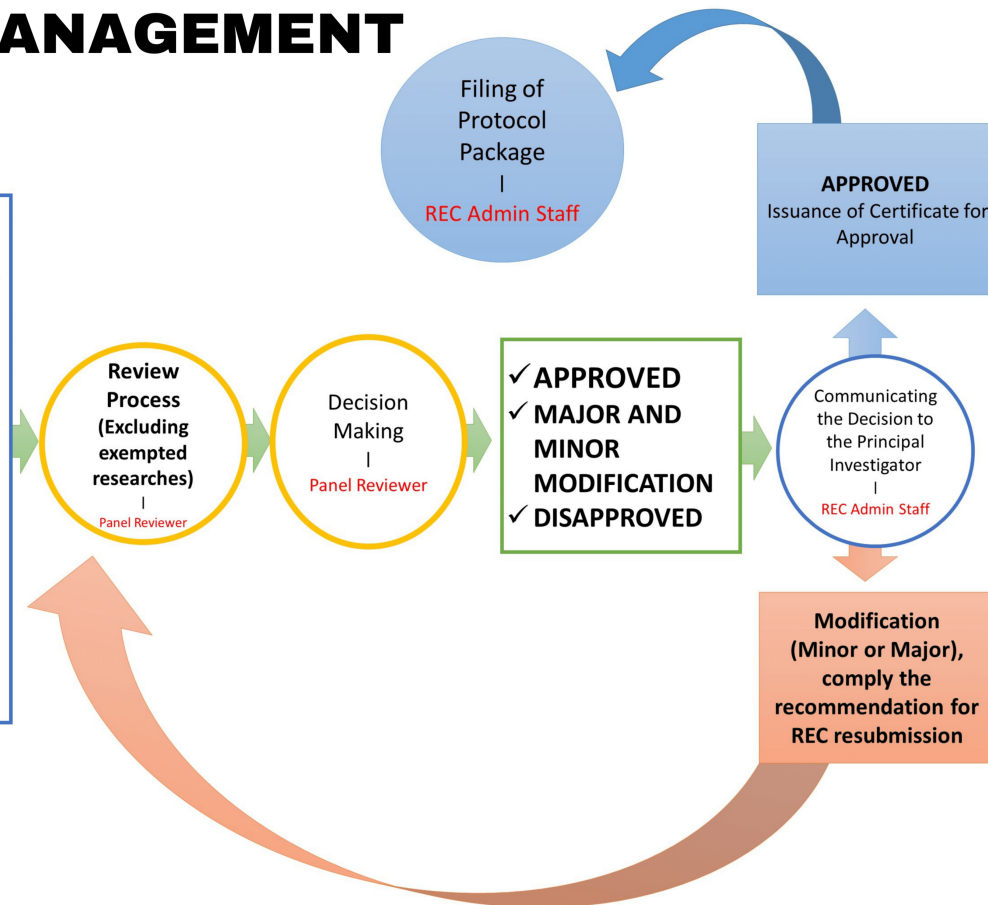 ANAGEMENT
Filing of
Protocol
Package
I
REC Admin Staff
APPROVED
Issuance of Certificate for
Approval
Review
Process
(Excluding
exempted
researches)
I
Panel Reviewer
Decision
Making
I
Panel Reviewer
✓ APPROVED
✓ MAJOR AND
MINOR
MODIFICATION
✓ DISAPPROVED
Communicating
the Decision to
the Principal
Investigator
I
REC Admin Staff
Modification
(Minor or Major),
comply the
recommendation for
REC resubmission